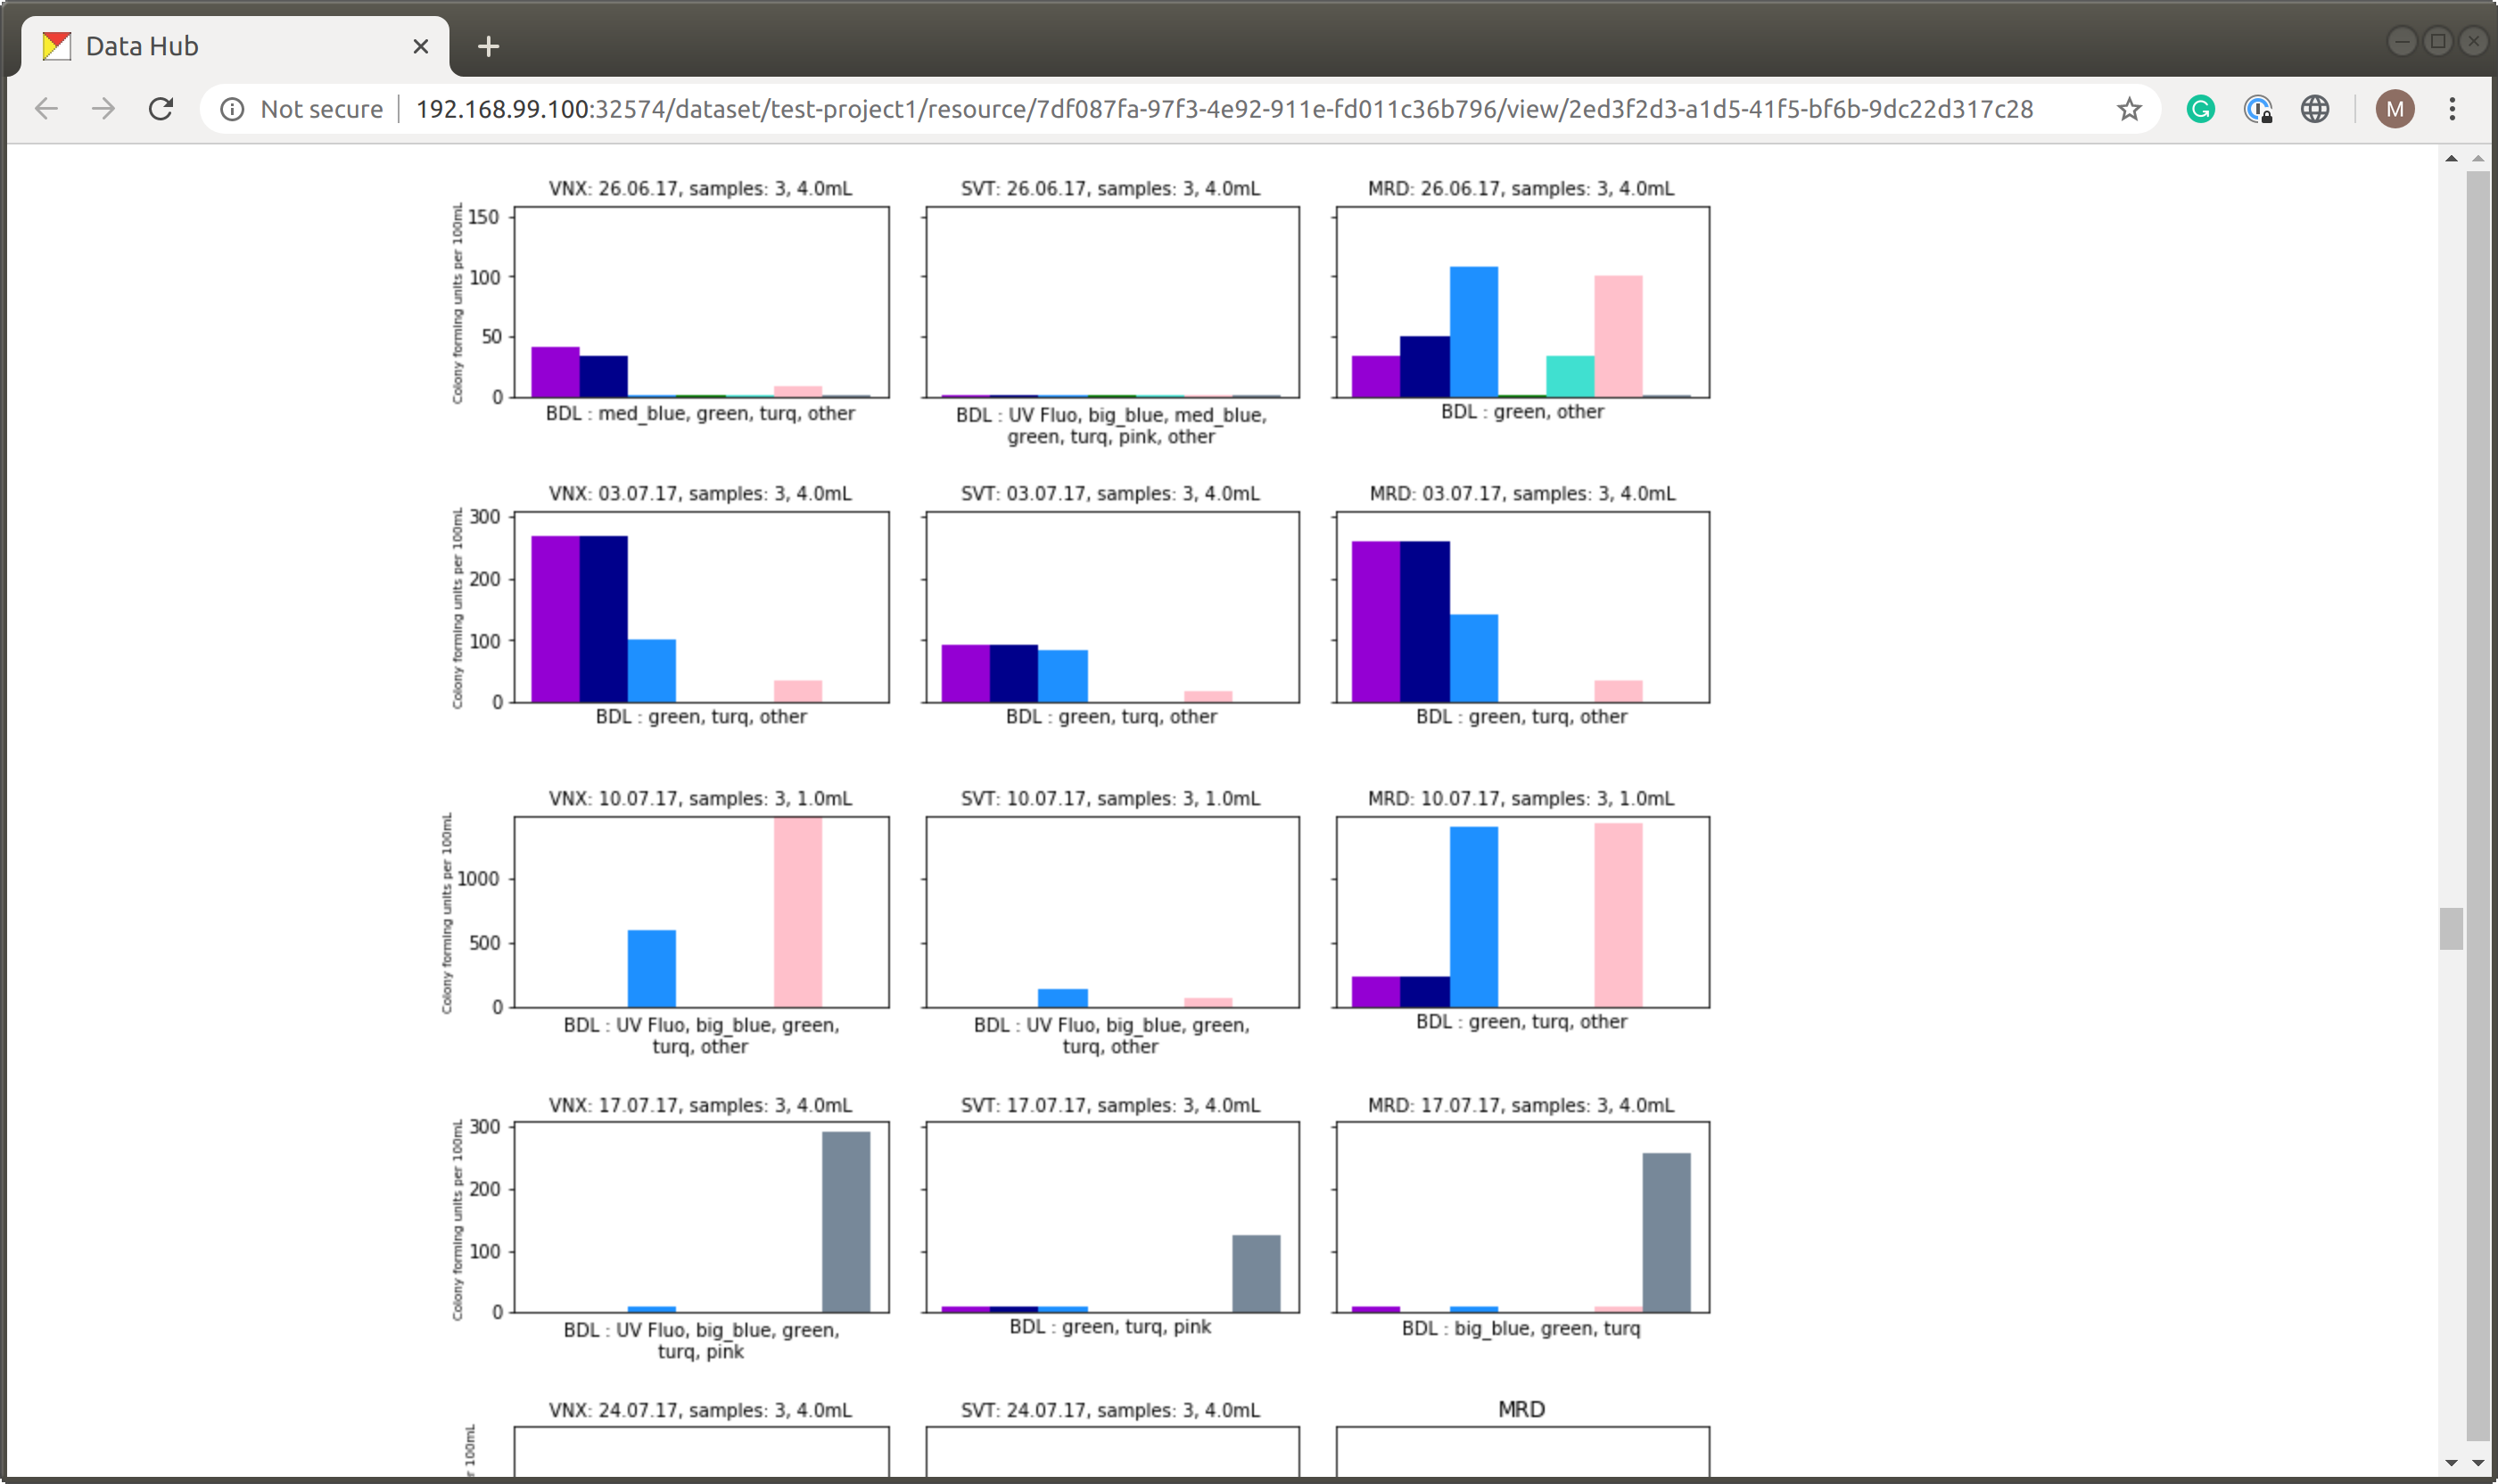 Data Hub
Not secure 192.168.99.100:32574/dataset/test-project1/resource/7df087fa-97f3-4e92-911e-fd011c36b796/view/2ed3f2d3-a1d5-41f5-bf6b-9dc22d317c28
M
VNX: 26.06.17, samples: 3, 4.0mL
SVT: 26.06.17, samples: 3, 4.0mL
MRD: 26.06.17, samples: 3, 4.0mL
Colony forming units per 100mL
150
100
50
0
BDL : med_blue, green, turq, other
BDL : UV Fluo, big_blue, med_blue,
green, turq, pink, other
BDL : green, other
VNX: 03.07.17, samples: 3, 4.0mL
SVT: 03.07.17, samples: 3, 4.0mL
MRD: 03.07.17, samples: 3, 4.0mL
Colony forming units per 100mL
300
200
100
0
BDL : green, turq, other
BDL : green, turq, other
BDL : green, turq, other
VNX: 10.07.17, samples: 3, 1.0mL
SVT: 10.07.17, samples: 3, 1.0mL
MRD: 10.07.17, samples: 3, 1.0mL
Colony forming units per 100mL
1000
500
0
BDL : UV Fluo, big_blue, green,
turq, other
BDL : UV Fluo, big_blue, green,
turq, other
BDL : green, turq, other
VNX: 17.07.17, samples: 3, 4.0mL
SVT: 17.07.17, samples: 3, 4.0mL
MRD: 17.07.17, samples: 3, 4.0mL
Colony forming units per 100mL
300
200
100
0
BDL : UV Fluo, big_blue, green,
turq, pink
BDL : green, turq, pink
BDL : big_blue, green, turq
VNX: 24.07.17, samples: 3, 4.0mL
SVT: 24.07.17, samples: 3, 4.0mL
MRD
r 100mL